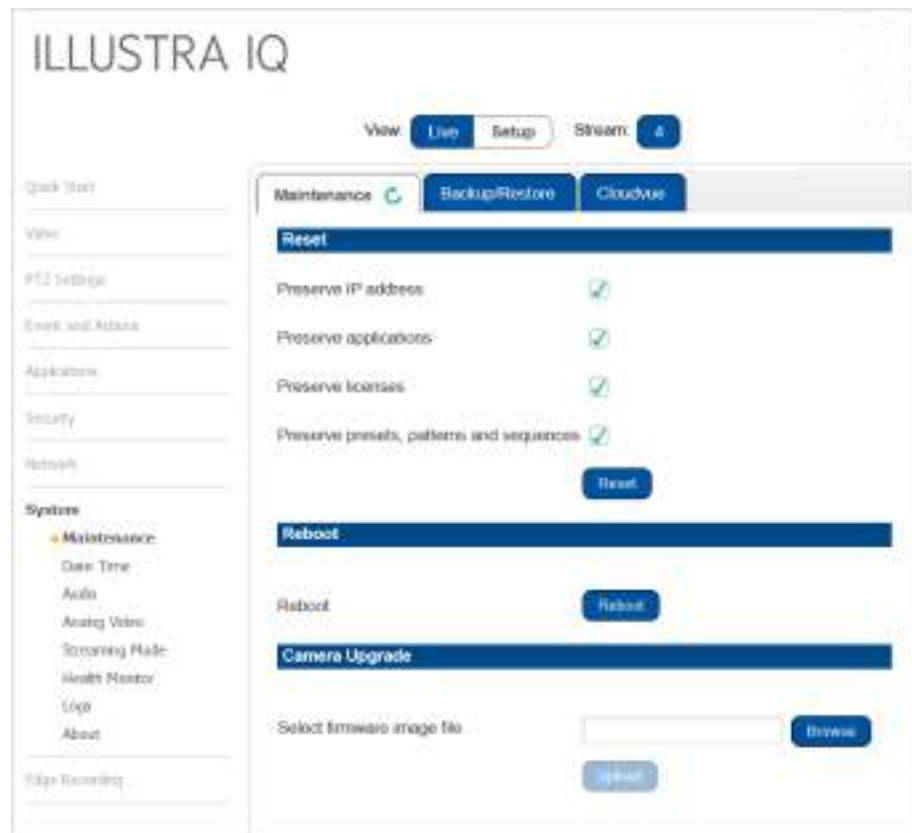 ILLUSTRA IQ
View: Live Setup Stream: 4
Quick Start
Video
PTZ Settings
Event and Actions
Applications
Security
Network
System
Maintenance
Date Time
Audio
Analog Video
Streaming Mode
Health Monitor
Logs
About
Edge Recording
Maintenance Backup/Restore Cloudvue
Reset
Preserve IP address
Preserve applications
Preserve licenses
Preserve presets, patterns and sequences
Reset
Reboot
Reboot Reboot
Camera Upgrade
Select firmware image file Browse
Upload